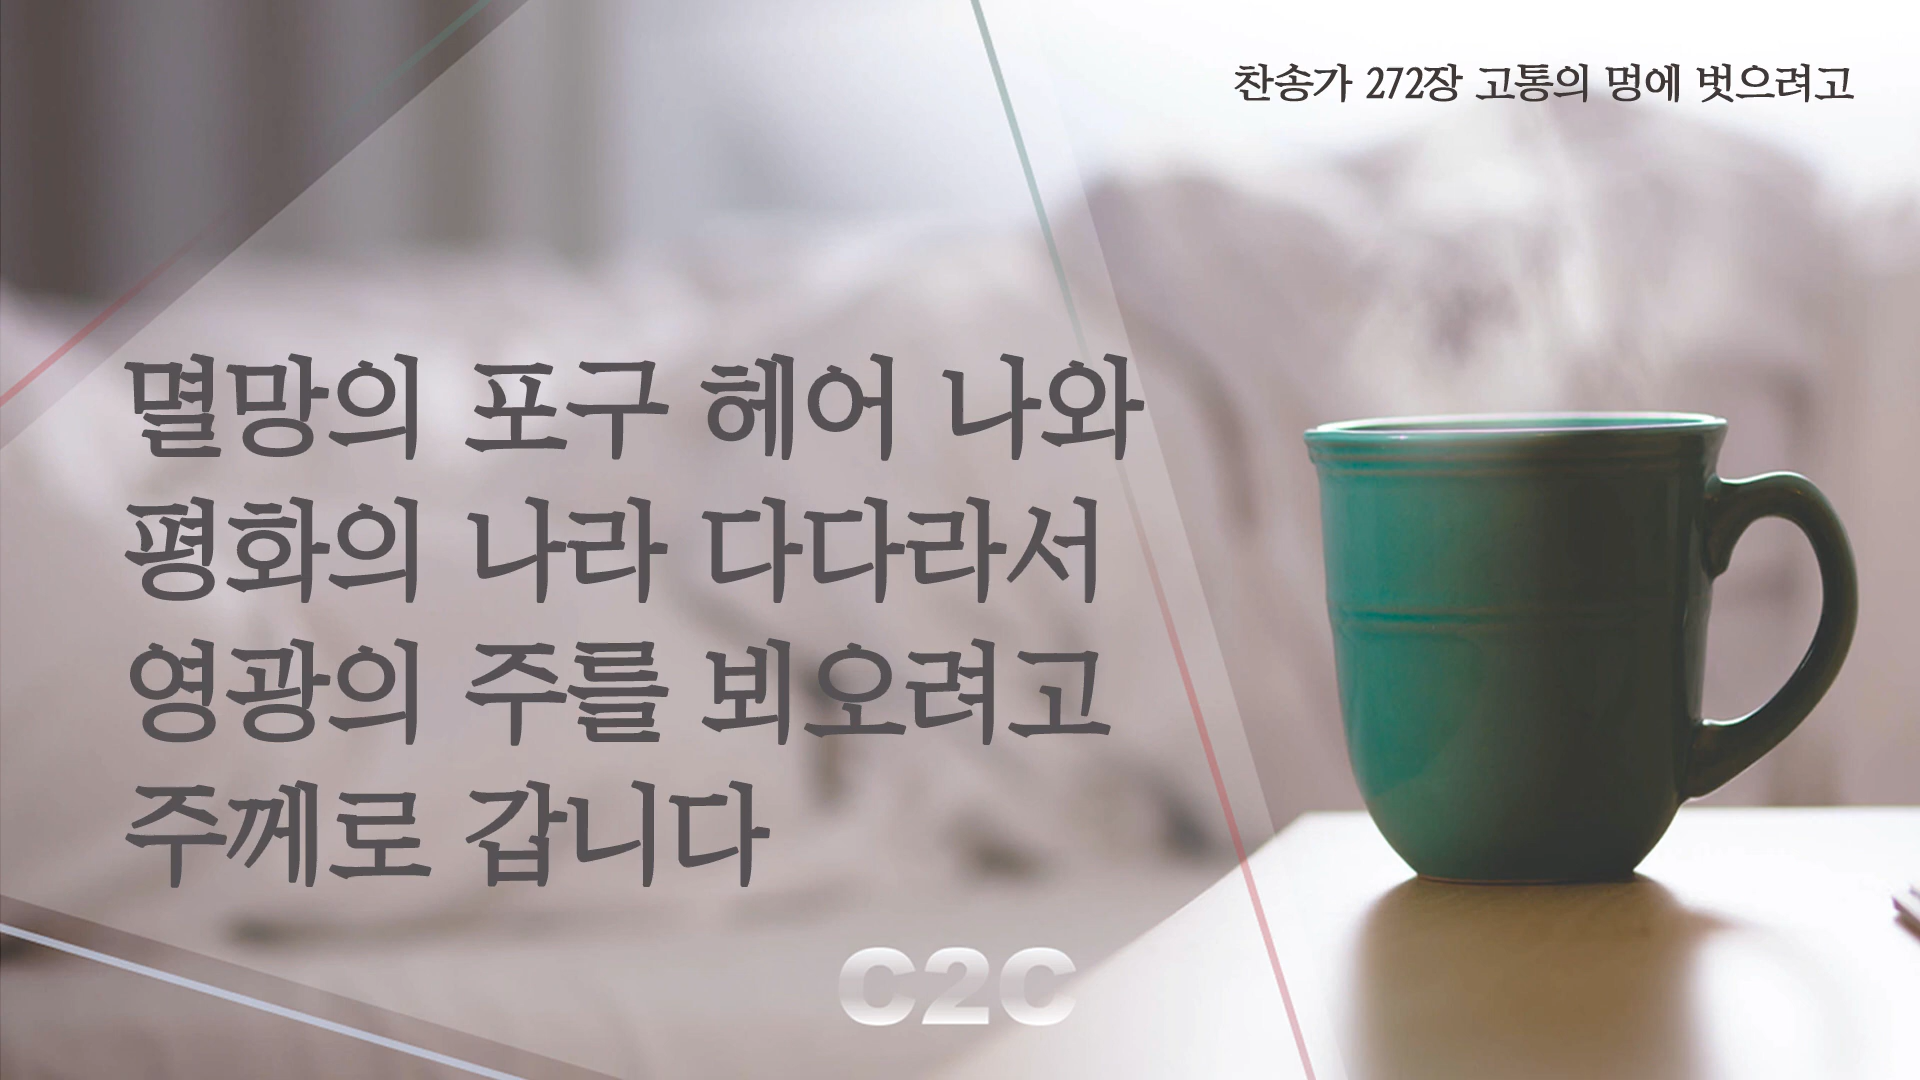 찬송가 272장 고통의 멍에 벗으려고
멸망의 포구 헤어 나와
평화의 나라 다다라서
영광의 주를 뵈오려고
주께로 갑니다
C2C